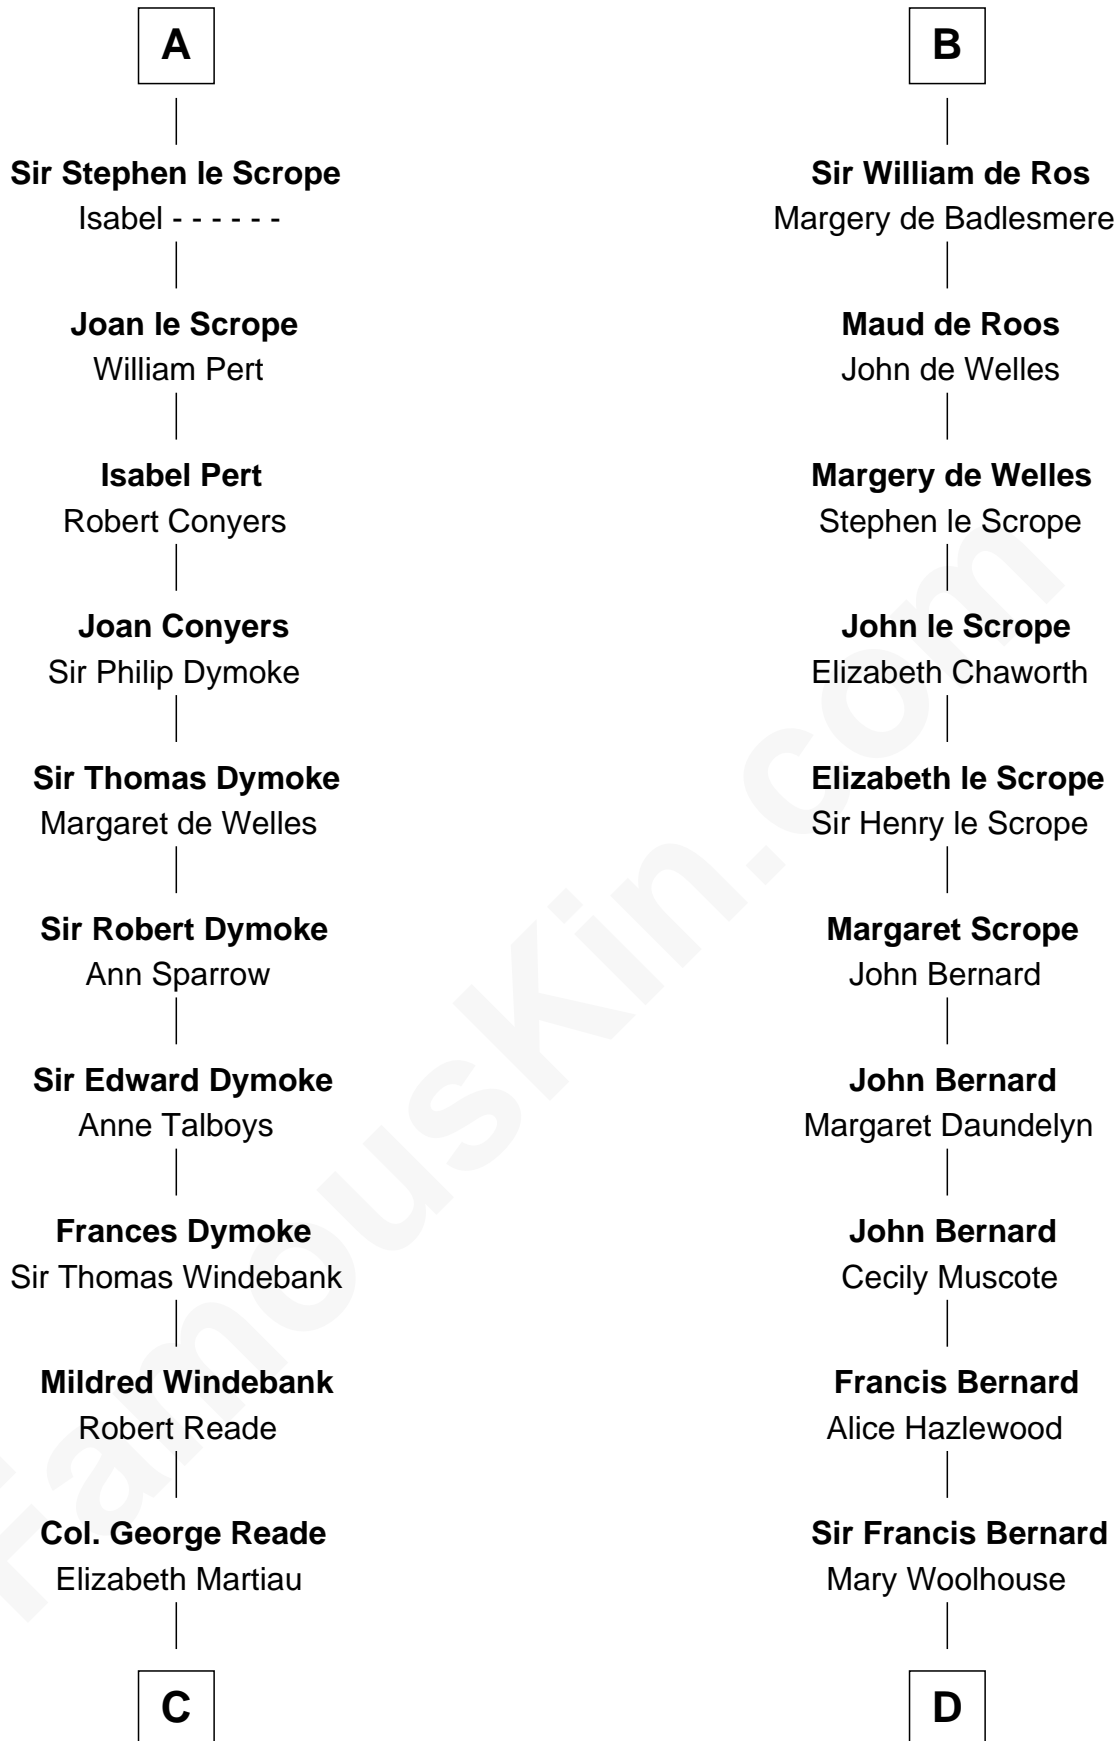 A
Sir Stephen le Scrope
Isabel - - - - - -
Joan le Scrope
William Pert
Isabel Pert
Robert Conyers
Joan Conyers
Sir Philip Dymoke
Sir Thomas Dymoke
Margaret de Welles
Sir Robert Dymoke
Ann Sparrow
Sir Edward Dymoke
Anne Talboys
Frances Dymoke
Sir Thomas Windebank
Mildred Windebank
Robert Reade
Col. George Reade
Elizabeth Martiau
C
B
Sir William de Ros
Margery de Badlesmere
Maud de Roos
John de Welles
Margery de Welles
Stephen le Scrope
John le Scrope
Elizabeth Chaworth
Elizabeth le Scrope
Sir Henry le Scrope
Margaret Scrope
John Bernard
John Bernard
Margaret Daundelyn
John Bernard
Cecily Muscote
Francis Bernard
Alice Hazlewood
Sir Francis Bernard
Mary Woolhouse
D
FamousKin.com